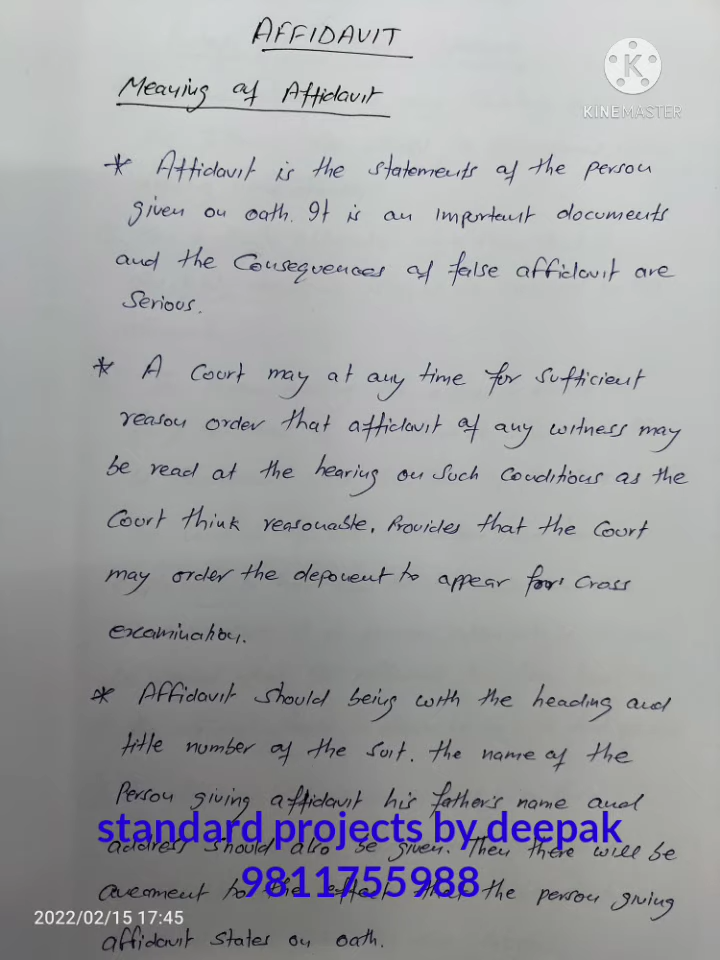 AFFIDAVIT
Meaning of Affidavit
K
KINEMASTER
* Affidavit is the statements of the person
given on oath. It is an important documents
and the Consequences of false affidavit are
Serious.
* A Court may at any time for sufficient
reason order that affidavit of any witness may
be read at the hearing on such Conditions as the
Court think reasonable. Provides that the Court
may order the deponent to appear for cross
examination.
* Affidavit should being with the heading and
title number of the suit. The name of the
Person giving affidavit his father's name and
address should also be given. Then there will be
standard projects by deepak
averment to the effect that the person giving
9811755988
affidavit states on oath.
2022/02/15 17:45